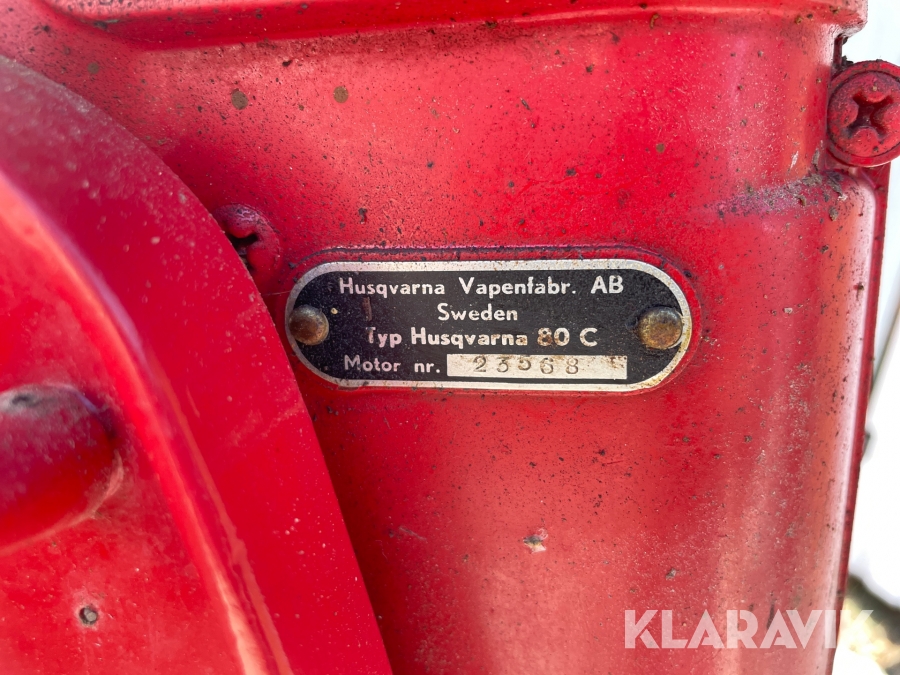 Husqvarna Vapenfabr. AB
Sweden
Typ Husqvarna 80 C
Motor nr. 23568
KLARAVIK